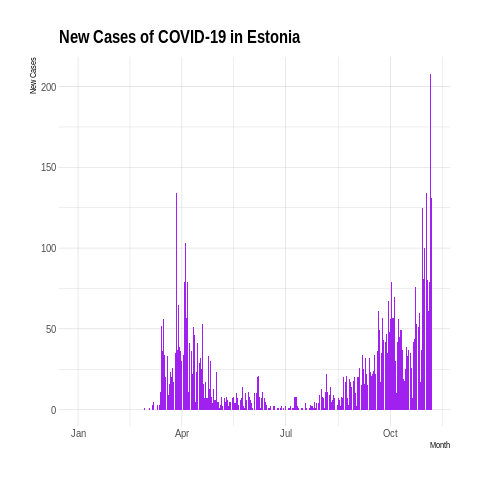 New Cases of COVID-19 in Estonia
New Cases
200
150
100
50
0
Jan Apr Jul Oct
Month